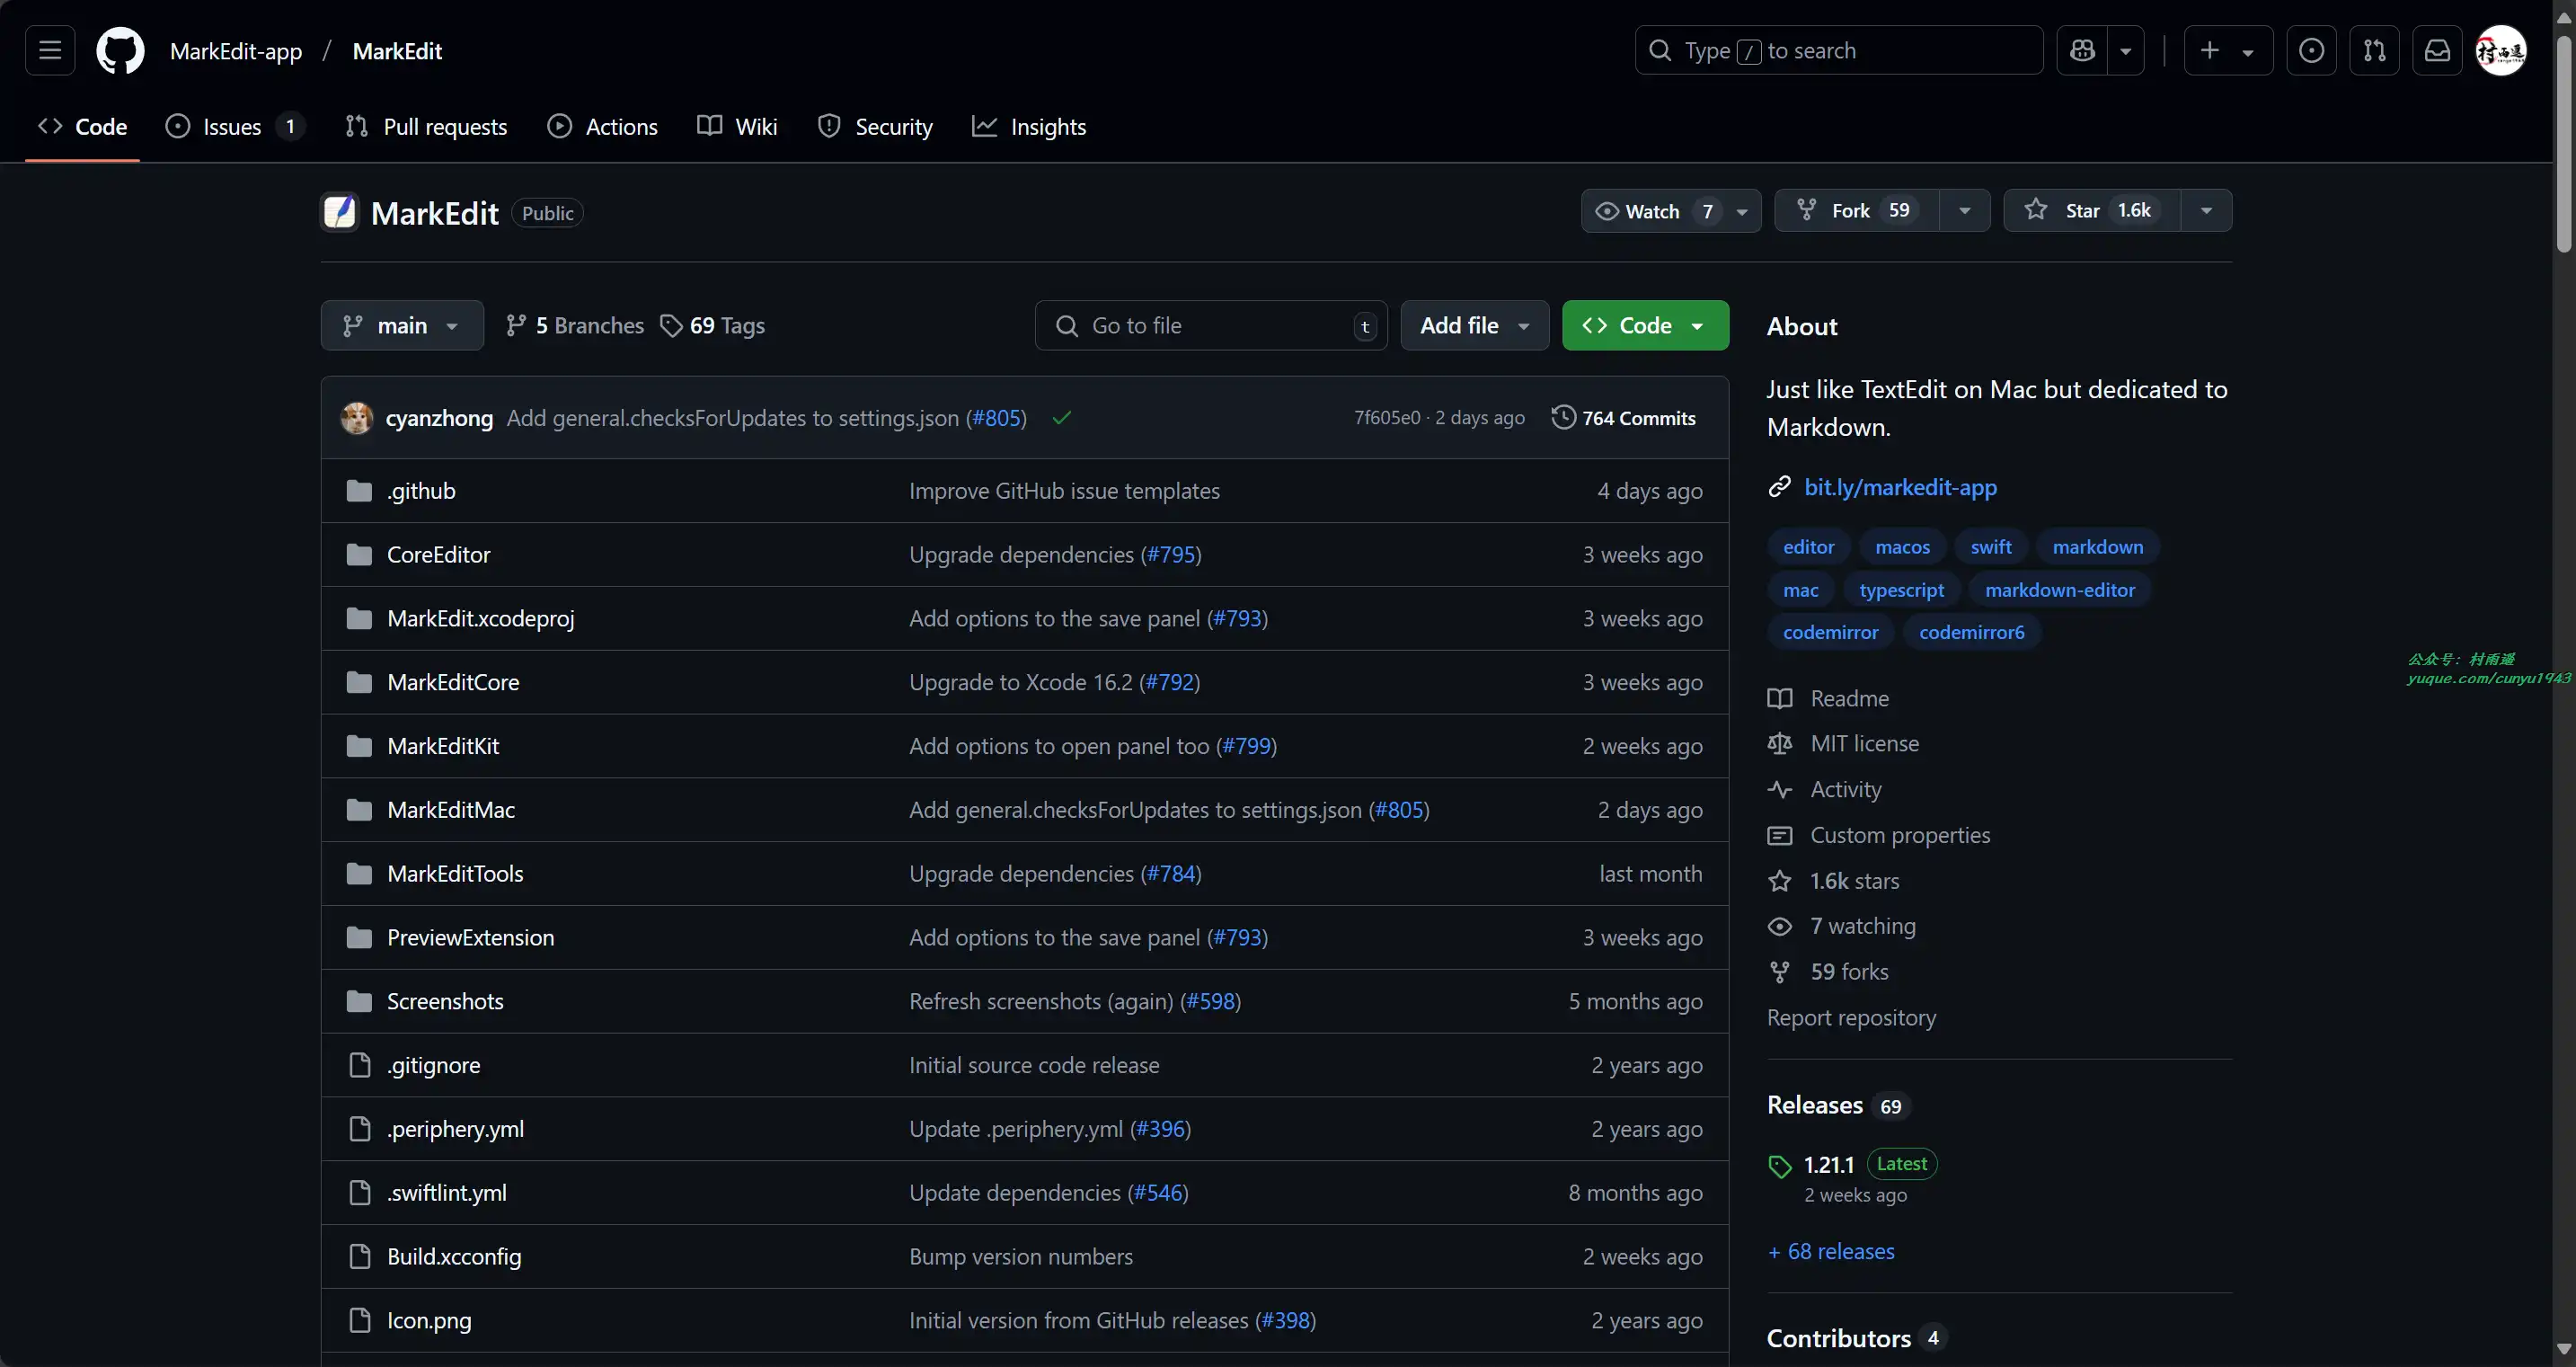 MarkEdit-app / MarkEdit
Type / to search
Code
Issues 1
Pull requests
Actions
Wiki
Security
Insights
MarkEdit Public
Watch 7
Fork 59
Star 1.6k
main
5 Branches
69 Tags
Go to file t
Add file
Code
cyanzhong Add general.checksForUpdates to settings.json (#805) 7f605e0 · 2 days ago 764 Commits
.github Improve GitHub issue templates 4 days ago
CoreEditor Upgrade dependencies (#795) 3 weeks ago
MarkEdit.xcodeproj Add options to the save panel (#793) 3 weeks ago
MarkEditCore Upgrade to Xcode 16.2 (#792) 3 weeks ago
MarkEditKit Add options to open panel too (#799) 2 weeks ago
MarkEditMac Add general.checksForUpdates to settings.json (#805) 2 days ago
MarkEditTools Upgrade dependencies (#784) last month
PreviewExtension Add options to the save panel (#793) 3 weeks ago
Screenshots Refresh screenshots (again) (#598) 5 months ago
.gitignore Initial source code release 2 years ago
.periphery.yml Update .periphery.yml (#396) 2 years ago
.swiftlint.yml Update dependencies (#546) 8 months ago
Build.xcconfig Bump version numbers 2 weeks ago
Icon.png Initial version from GitHub releases (#398) 2 years ago
About
Just like TextEdit on Mac but dedicated to
Markdown.
bit.ly/markedit-app
editor macos swift markdown
mac typescript markdown-editor
codemirror codemirror6
Readme
MIT license
Activity
Custom properties
1.6k stars
7 watching
59 forks
Report repository
Releases 69
1.21.1 Latest
2 weeks ago
+ 68 releases
Contributors 4
公众号：村雨遥
yuque.com/cunyu1943